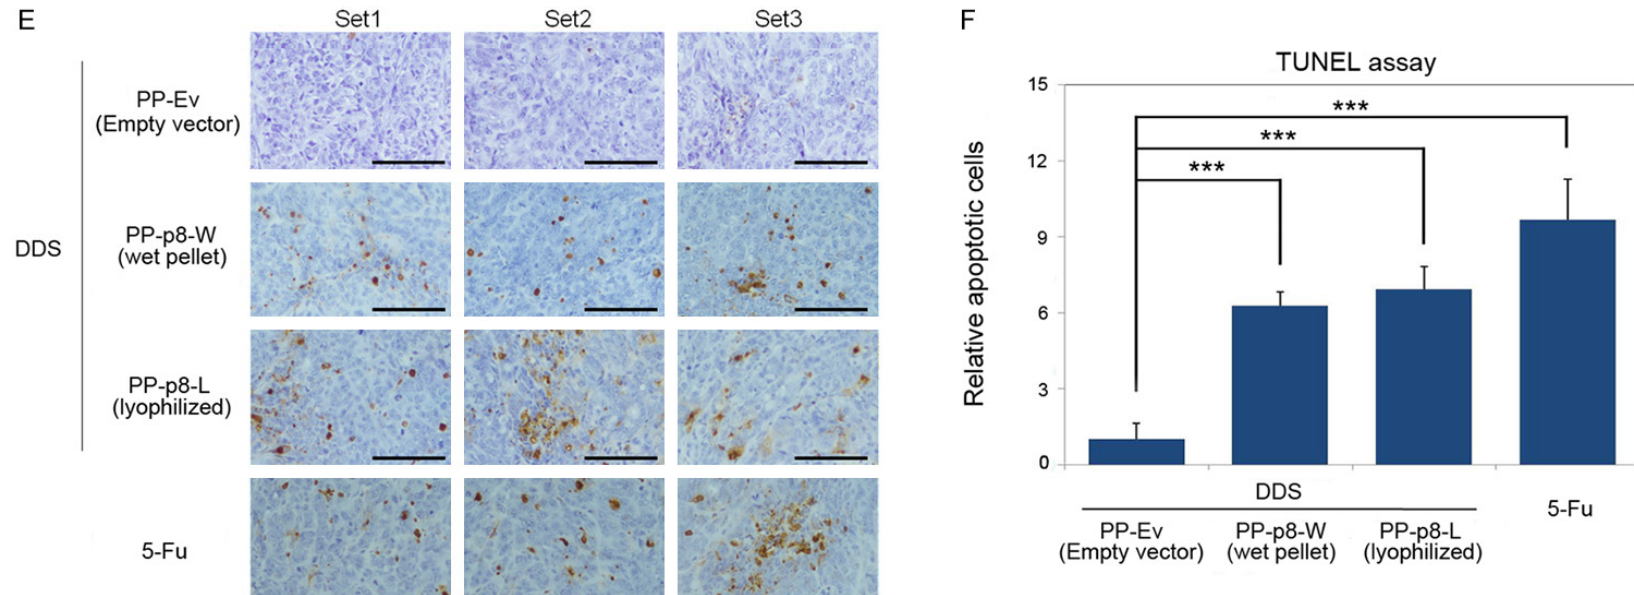 E
Set1 Set2 Set3
DDS
PP-Ev
(Empty vector)
PP-p8-W
(wet pellet)
PP-p8-L
(lyophilized)
5-Fu
F
TUNEL assay
Relative apoptotic cells
15
12
9
6
3
0
***
***
***
DDS
PP-Ev
(Empty vector)
PP-p8-W
(wet pellet)
PP-p8-L
(lyophilized)
5-Fu